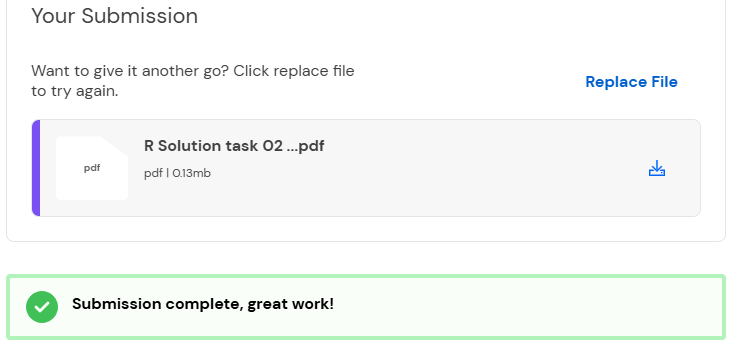 Your Submission
Want to give it another go? Click replace file
to try again.
Replace File
R Solution task 02 ...pdf
pdf
pdf | 0.13mb
Submission complete, great work!